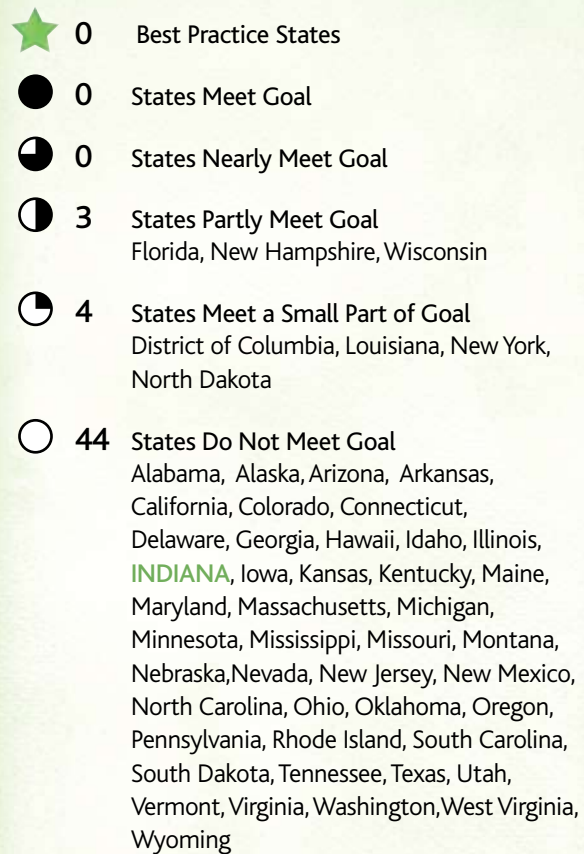 0 Best Practice States
0 States Meet Goal
0 States Nearly Meet Goal
3 States Partly Meet Goal
Florida, New Hampshire, Wisconsin
4 States Meet a Small Part of Goal
District of Columbia, Louisiana, New York,
North Dakota
44 States Do Not Meet Goal
Alabama, Alaska, Arizona, Arkansas,
California, Colorado, Connecticut,
Delaware, Georgia, Hawaii, Idaho, Illinois,
INDIANA, Iowa, Kansas, Kentucky, Maine,
Maryland, Massachusetts, Michigan,
Minnesota, Mississippi, Missouri, Montana,
Nebraska,Nevada, New Jersey, New Mexico,
North Carolina, Ohio, Oklahoma, Oregon,
Pennsylvania, Rhode Island, South Carolina,
South Dakota, Tennessee, Texas, Utah,
Vermont, Virginia, Washington,West Virginia,
Wyoming